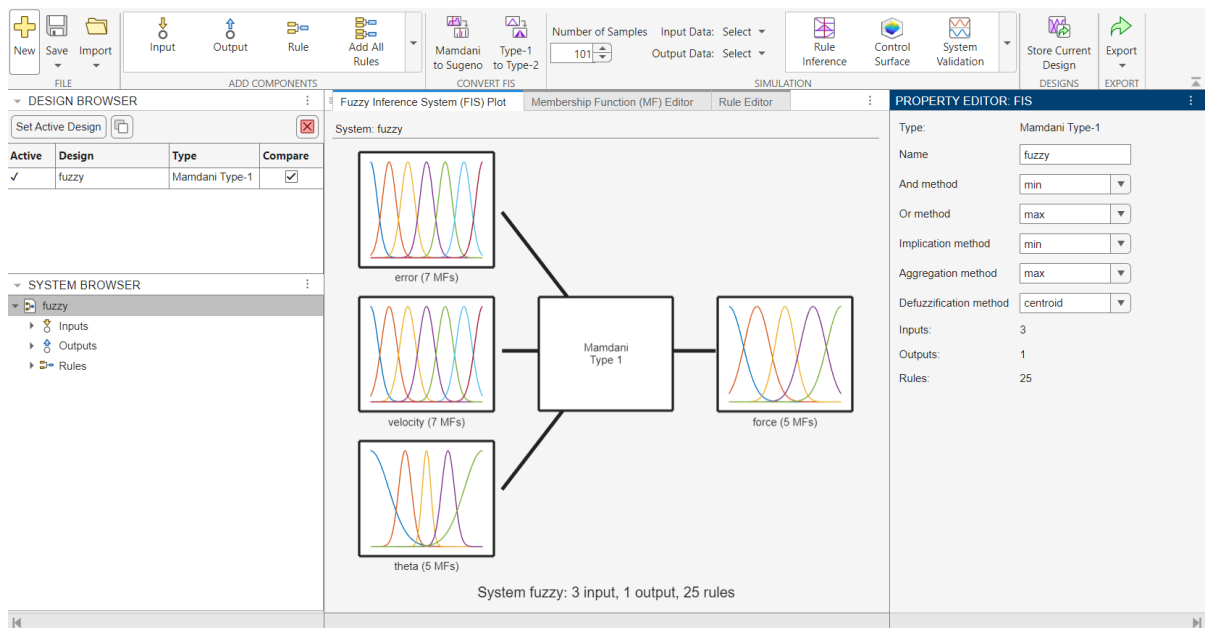 New Save Import
FILE
Input Output Rule Add All Rules
ADD COMPONENTS
Mamdani to Sugeno Type-1 to Type-2
CONVERT FIS
Number of Samples 101
Input Data: Select
Output Data: Select
Rule Inference Control Surface System Validation
SIMULATION
Store Current Design
DESIGNS
Export
EXPORT
DESIGN BROWSER
Set Active Design
Active Design Type Compare
✓ fuzzy Mamdani Type-1
SYSTEM BROWSER
fuzzy
Inputs
Outputs
Rules
Fuzzy Inference System (FIS) Plot Membership Function (MF) Editor Rule Editor
System: fuzzy
error (7 MFs)
velocity (7 MFs)
theta (5 MFs)
Mamdani
Type 1
force (5 MFs)
System fuzzy: 3 input, 1 output, 25 rules
PROPERTY EDITOR: FIS
Type: Mamdani Type-1
Name fuzzy
And method min
Or method max
Implication method min
Aggregation method max
Defuzzification method centroid
Inputs: 3
Outputs: 1
Rules: 25